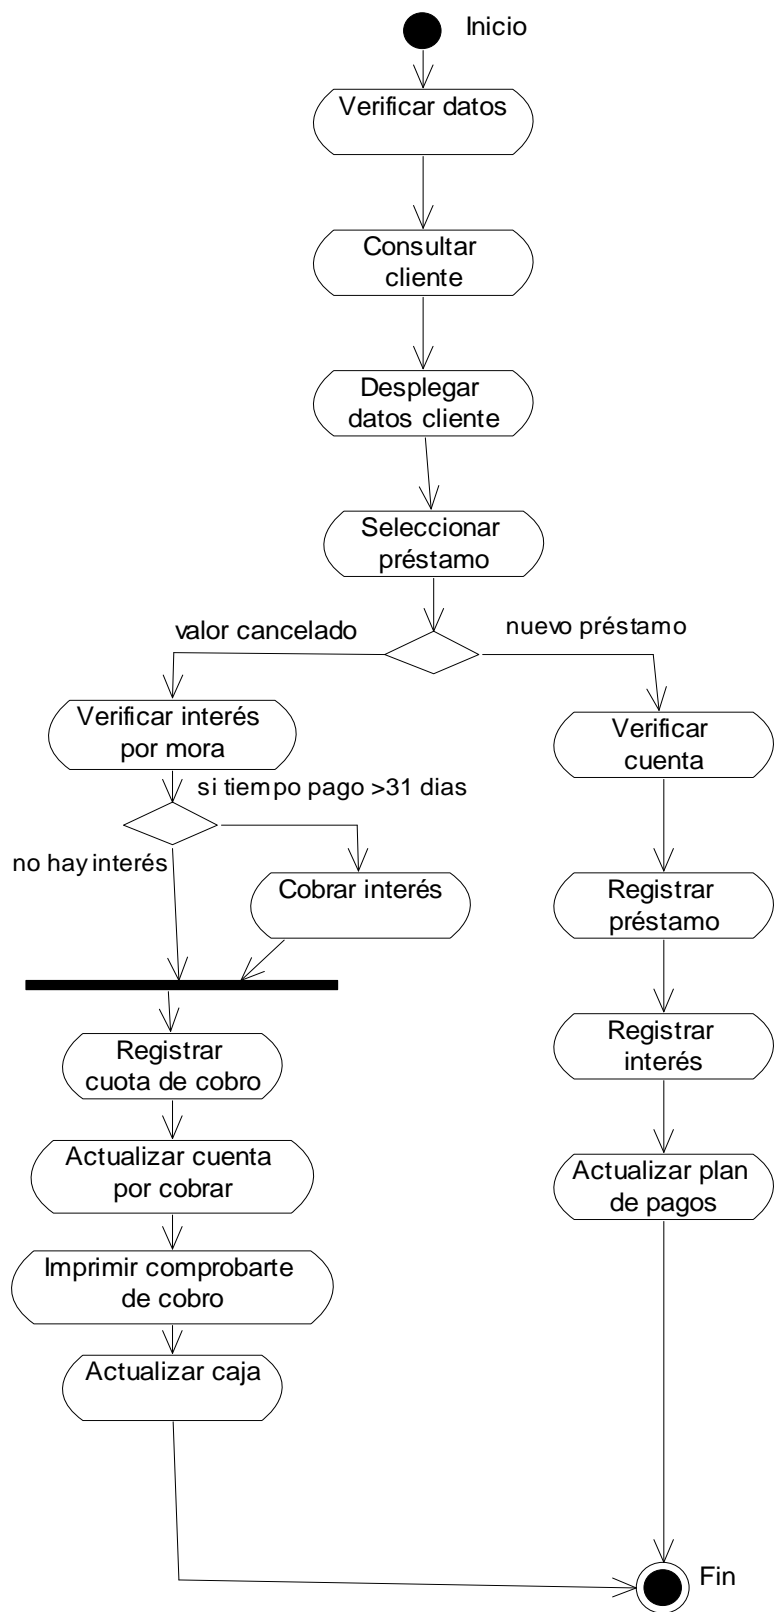 Inicio
Verificar datos
Consultar
cliente
Desplegar
datos cliente
Seleccionar
préstamo
valor cancelado
nuevo préstamo
Verificar interés
por mora
Verificar
cuenta
si tiempo pago >31 dias
no hay interés
Cobrar interés
Registrar
préstamo
Registrar
cuota de cobro
Registrar
interés
Actualizar cuenta
por cobrar
Actualizar plan
de pagos
Imprimir comprobarte
de cobro
Actualizar caja
Fin